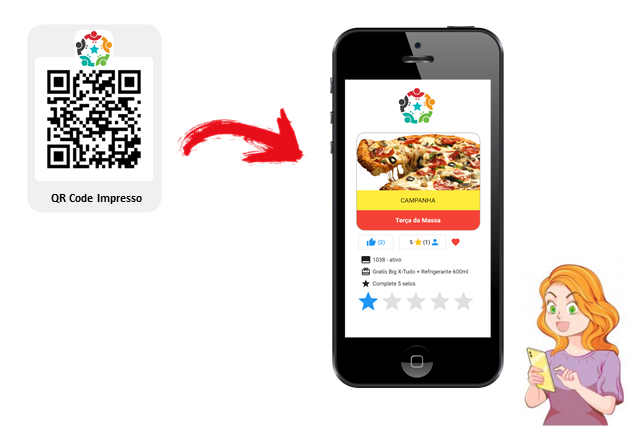 QR Code Impresso
CAMPANHA
Terça da Massa
(2)
5 (1)
1038 - ativo
Gratis Big X-Tudo + Refrigerante 600ml
Complete 5 selos